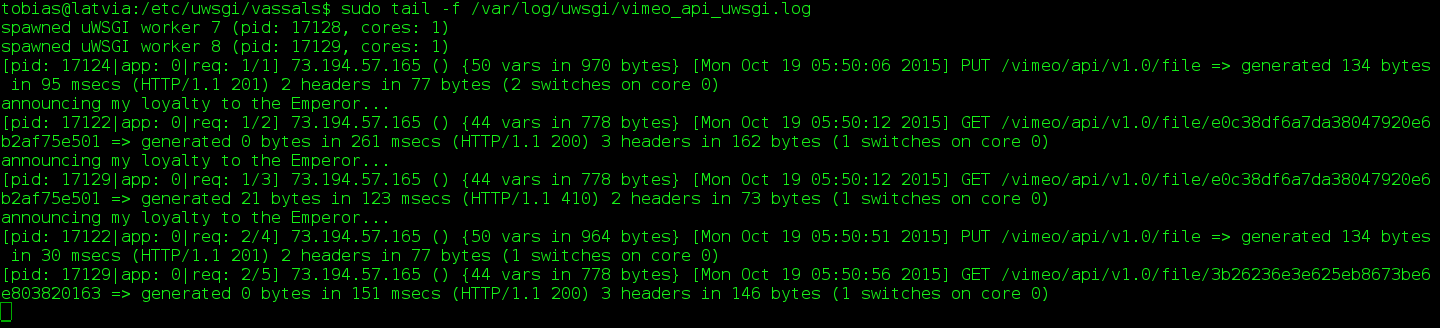 tobias@latvia:/etc/uwsgi/vassals$ sudo tail -f /var/log/uwsgi/vimeo_api_uwsgi.log
spawned uWSGI worker 7 (pid: 17128, cores: 1)
spawned uWSGI worker 8 (pid: 17129, cores: 1)
[pid: 17124|app: 0|req: 1/1] 73.194.57.165 () {50 vars in 970 bytes} [Mon Oct 19 05:50:06 2015] PUT /vimeo/api/v1.0/file => generated 134 bytes
 in 95 msecs (HTTP/1.1 201) 2 headers in 77 bytes (2 switches on core 0)
announcing my loyalty to the Emperor...
[pid: 17122|app: 0|req: 1/2] 73.194.57.165 () {44 vars in 778 bytes} [Mon Oct 19 05:50:12 2015] GET /vimeo/api/v1.0/file/e0c38df6a7da38047920e6
b2af75e501 => generated 0 bytes in 261 msecs (HTTP/1.1 200) 3 headers in 162 bytes (1 switches on core 0)
announcing my loyalty to the Emperor...
[pid: 17129|app: 0|req: 1/3] 73.194.57.165 () {44 vars in 778 bytes} [Mon Oct 19 05:50:12 2015] GET /vimeo/api/v1.0/file/e0c38df6a7da38047920e6
b2af75e501 => generated 21 bytes in 123 msecs (HTTP/1.1 410) 2 headers in 73 bytes (1 switches on core 0)
announcing my loyalty to the Emperor...
[pid: 17122|app: 0|req: 2/4] 73.194.57.165 () {50 vars in 964 bytes} [Mon Oct 19 05:50:51 2015] PUT /vimeo/api/v1.0/file => generated 134 bytes
 in 30 msecs (HTTP/1.1 201) 2 headers in 77 bytes (1 switches on core 0)
[pid: 17129|app: 0|req: 2/5] 73.194.57.165 () {44 vars in 778 bytes} [Mon Oct 19 05:50:56 2015] GET /vimeo/api/v1.0/file/3b26236e3e625eb8673be6
e803820163 => generated 0 bytes in 151 msecs (HTTP/1.1 200) 3 headers in 146 bytes (1 switches on core 0)